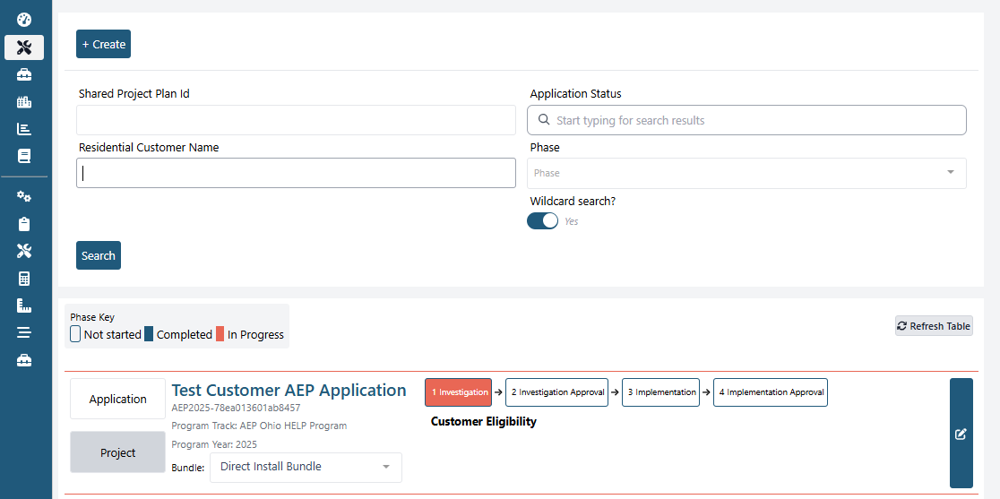 + Create
Shared Project Plan Id
Application Status
Start typing for search results
Residential Customer Name
Phase
Phase
Wildcard search?
Yes
Search
Phase Key
Not started Completed In Progress
Refresh Table
Application
Project
Test Customer AEP Application
AEP2025-78ea013601ab8457
Program Track: AEP Ohio HELP Program
Program Year: 2025
Bundle: Direct Install Bundle
1 Investigation → 2 Investigation Approval → 3 Implementation → 4 Implementation Approval
Customer Eligibility